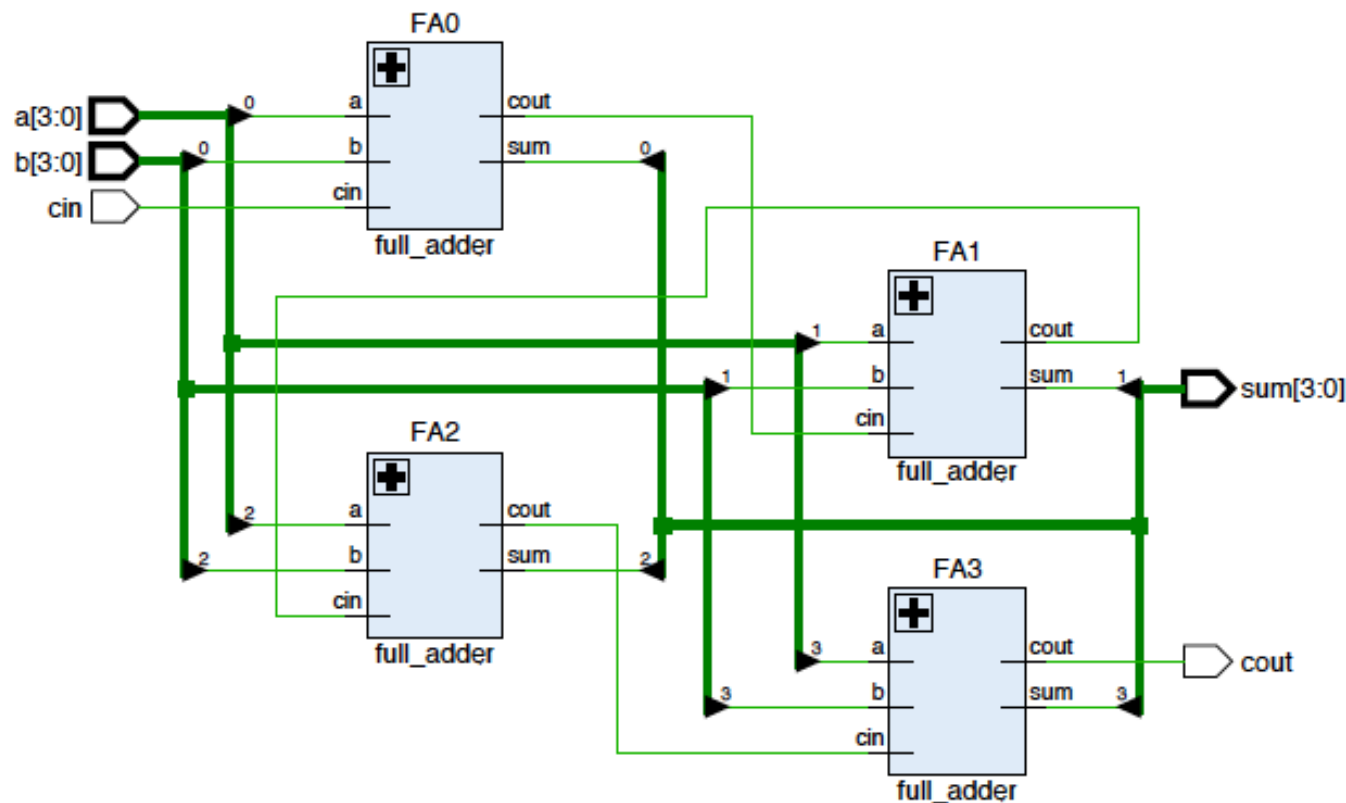 FA0
a[3:0]
0
a
cout
b[3:0]
0
b
sum
0
cin
cin
full_adder
FA1
1
a
cout
1
b
sum
1
sum[3:0]
cin
full_adder
FA2
2
a
cout
2
b
sum
2
cin
full_adder
FA3
3
a
cout
cout
3
b
sum
3
cin
full_adder